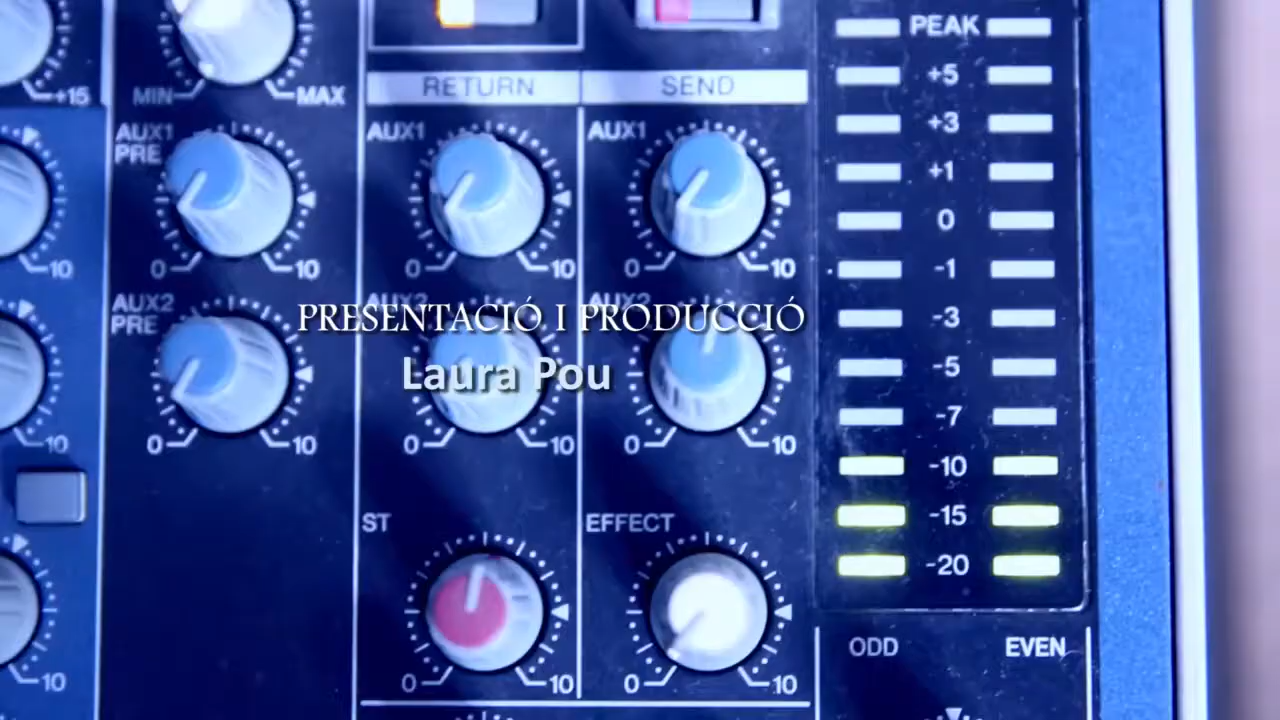 PEAK
+5
+3
+1
0
-1
-3
-5
-7
-10
-15
-20
ODD EVEN
+15
MIN MAX
RETURN SEND
AUX1 PRE
AUX1
AUX1
0 10
0 10
0 10
10
AUX2 PRE
AUX2
AUX2
PRESENTACIÓ I PRODUCCIÓ
Laura Pou
0 10
0 10
0 10
10
ST
EFFECT
0 10
0 10
10